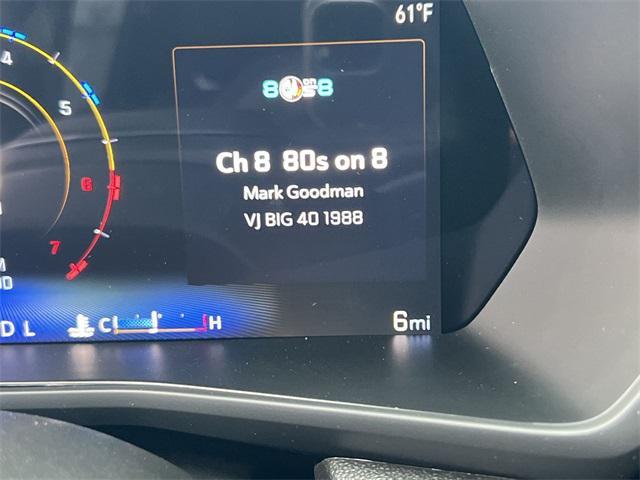 61°F
4
5
6
7
80s on 8
Ch 8 80s on 8
Mark Goodman
VJ BIG 40 1988
D L
C H
6mi